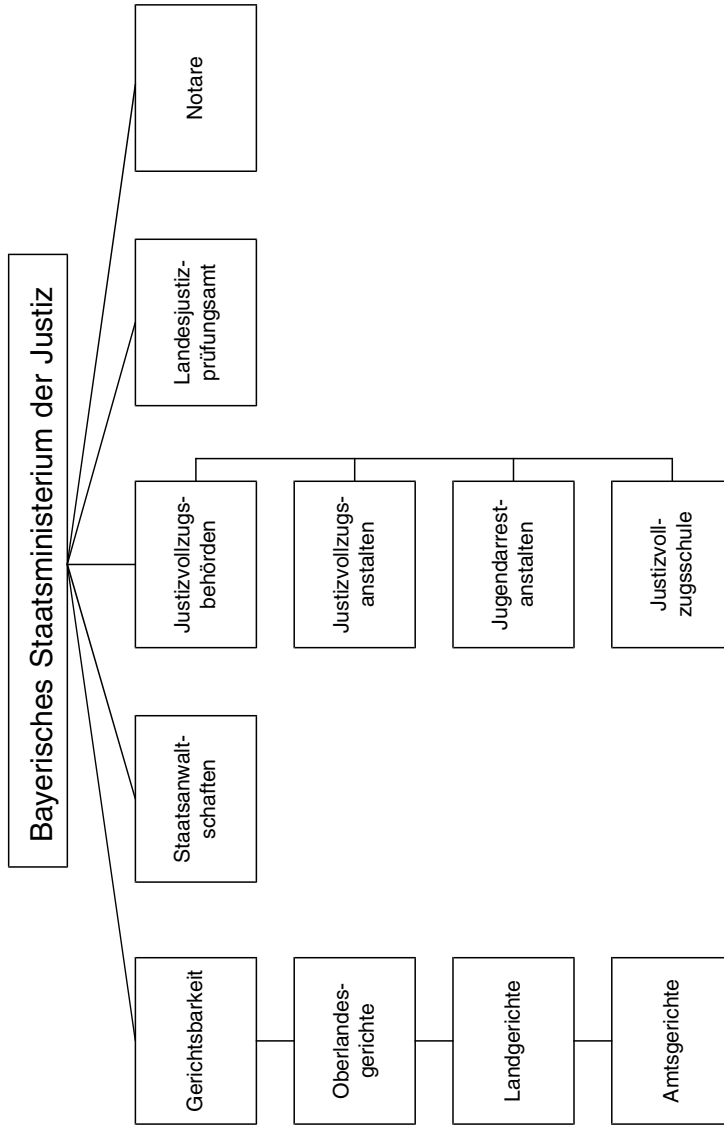 Bayerisches Staatsministerium der Justiz
Gerichtsbarkeit
Staatsanwalt-
schaften
Justizvollzugs-
behörden
Landesjustiz-
prüfungsamt
Notare
Oberlandes-
gerichte
Justizvollzugs-
anstalten
Landgerichte
Jugendarrest-
anstalten
Amtsgerichte
Justizvoll-
zugsschule